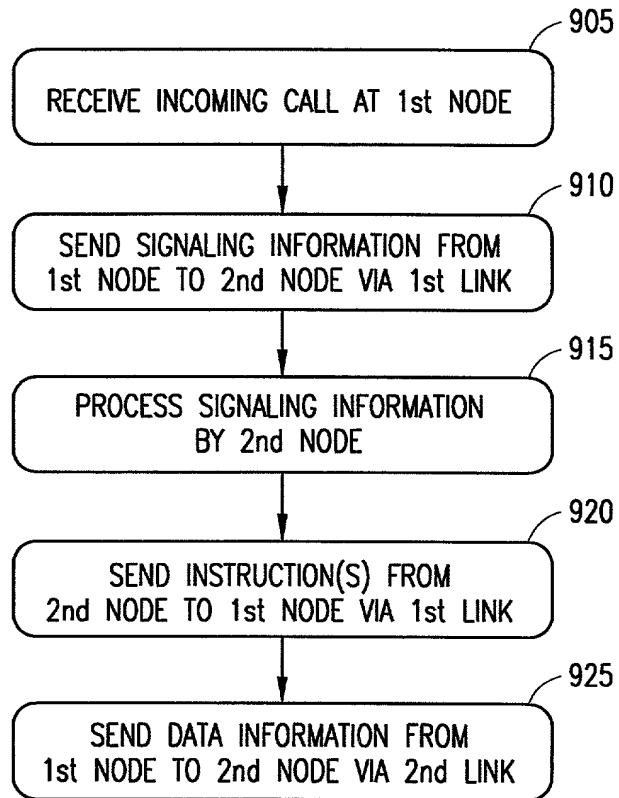 905
RECEIVE INCOMING CALL AT 1st NODE
910
SEND SIGNALING INFORMATION FROM
1st NODE TO 2nd NODE VIA 1st LINK
915
PROCESS SIGNALING INFORMATION
BY 2nd NODE
920
SEND INSTRUCTION(S) FROM
2nd NODE TO 1st NODE VIA 1st LINK
925
SEND DATA INFORMATION FROM
1st NODE TO 2nd NODE VIA 2nd LINK